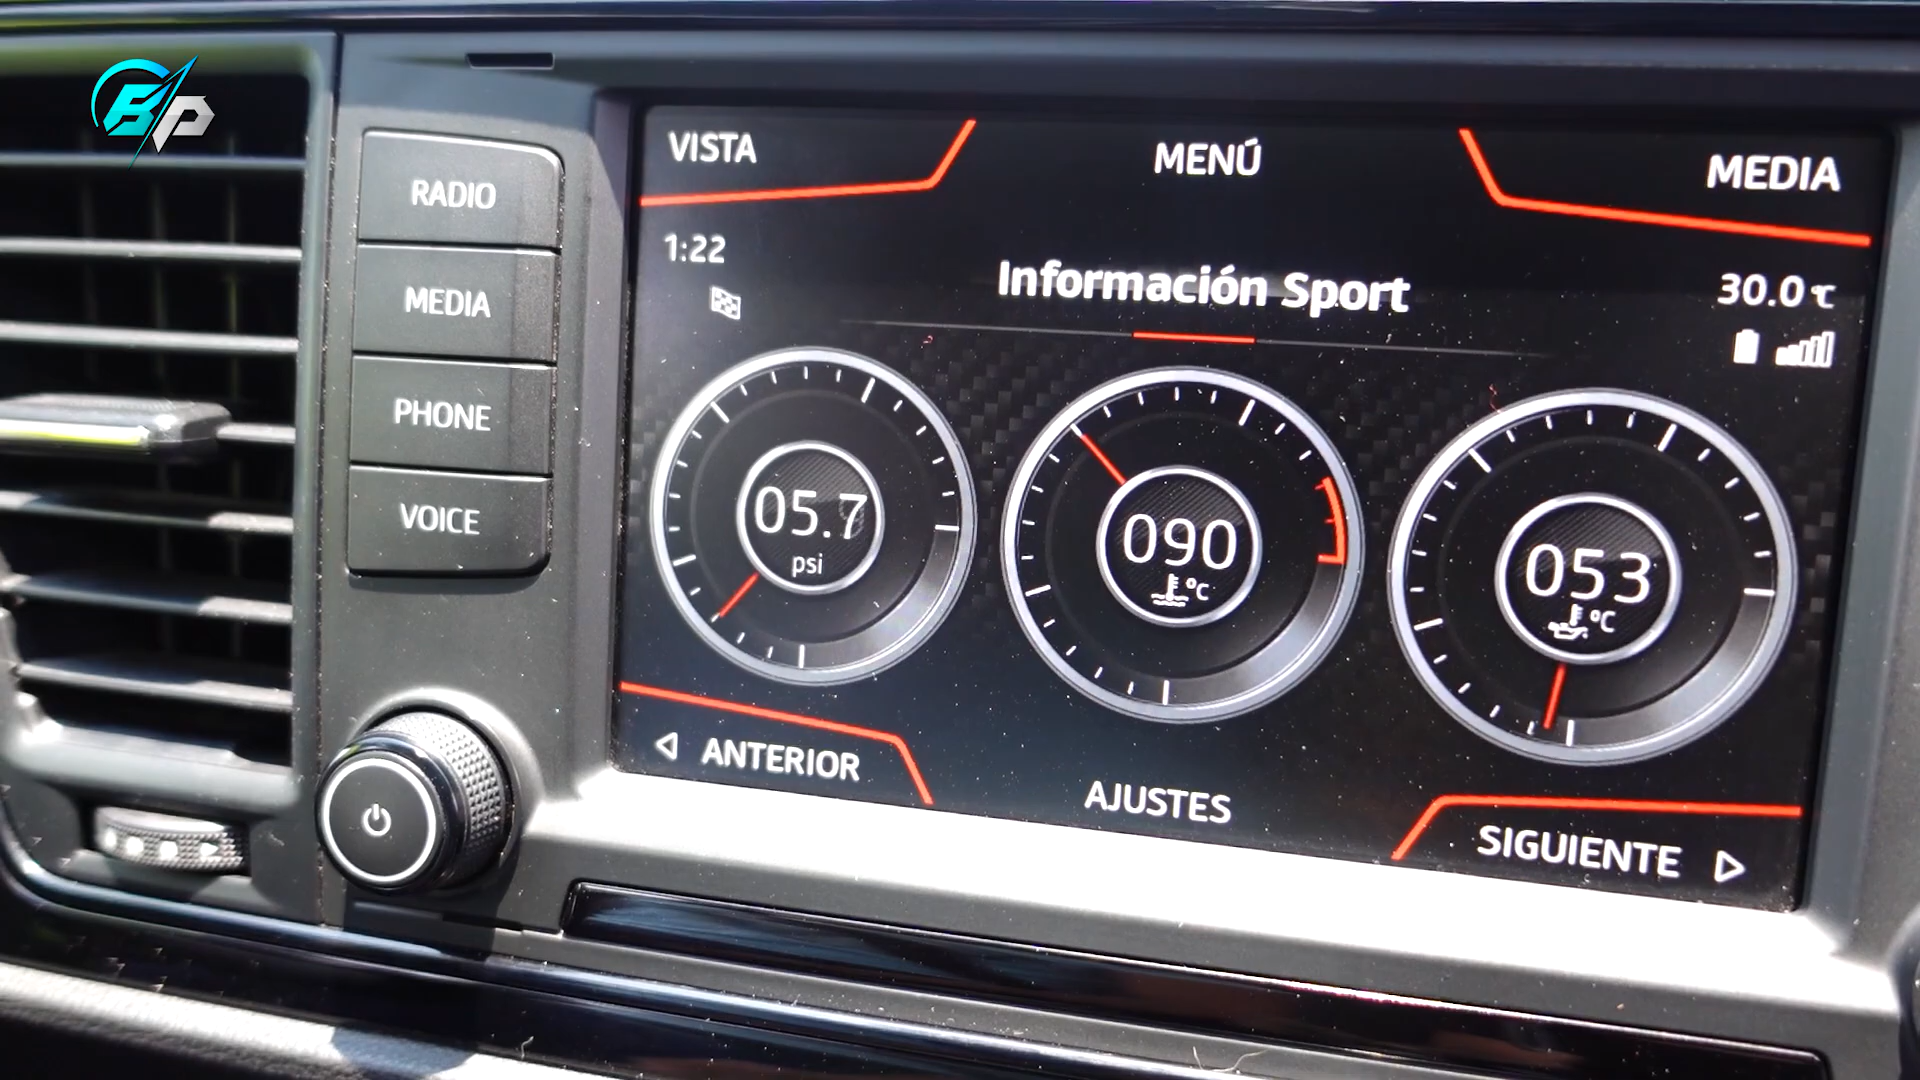 BP
RADIO
MEDIA
PHONE
VOICE
VISTA
MENÚ
MEDIA
1:22
Información Sport
30.0°C
05.7
psi
090
°C
053
°C
ANTERIOR
AJUSTES
SIGUIENTE